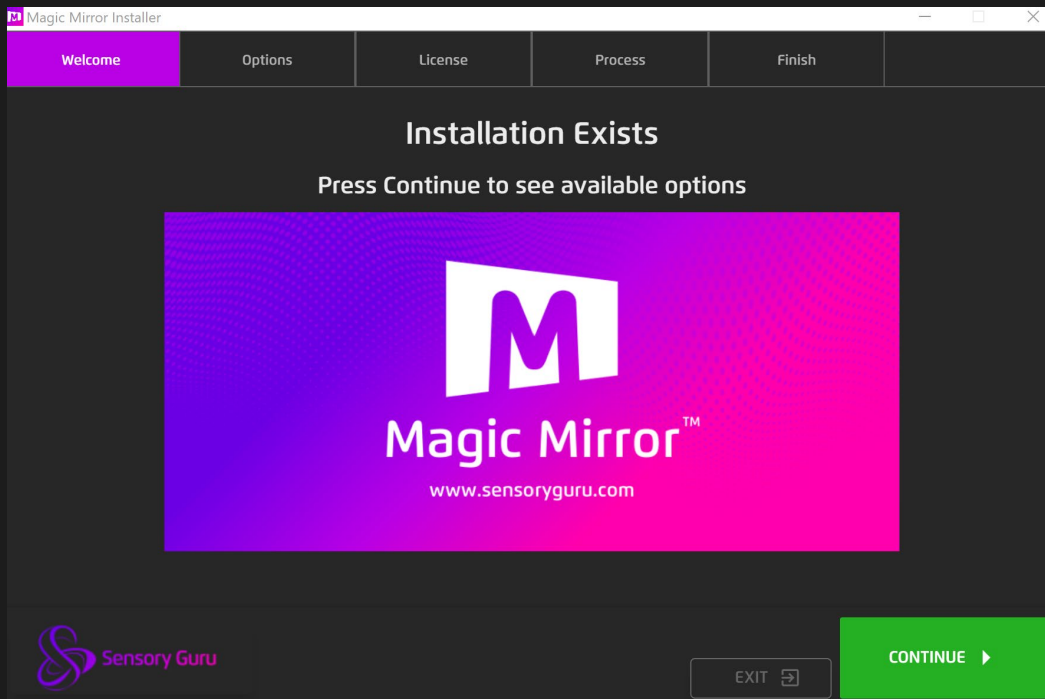 Magic Mirror Installer
Welcome Options License Process Finish
Installation Exists
Press Continue to see available options
M
Magic Mirror™
www.sensoryguru.com
Sensory Guru
EXIT
CONTINUE